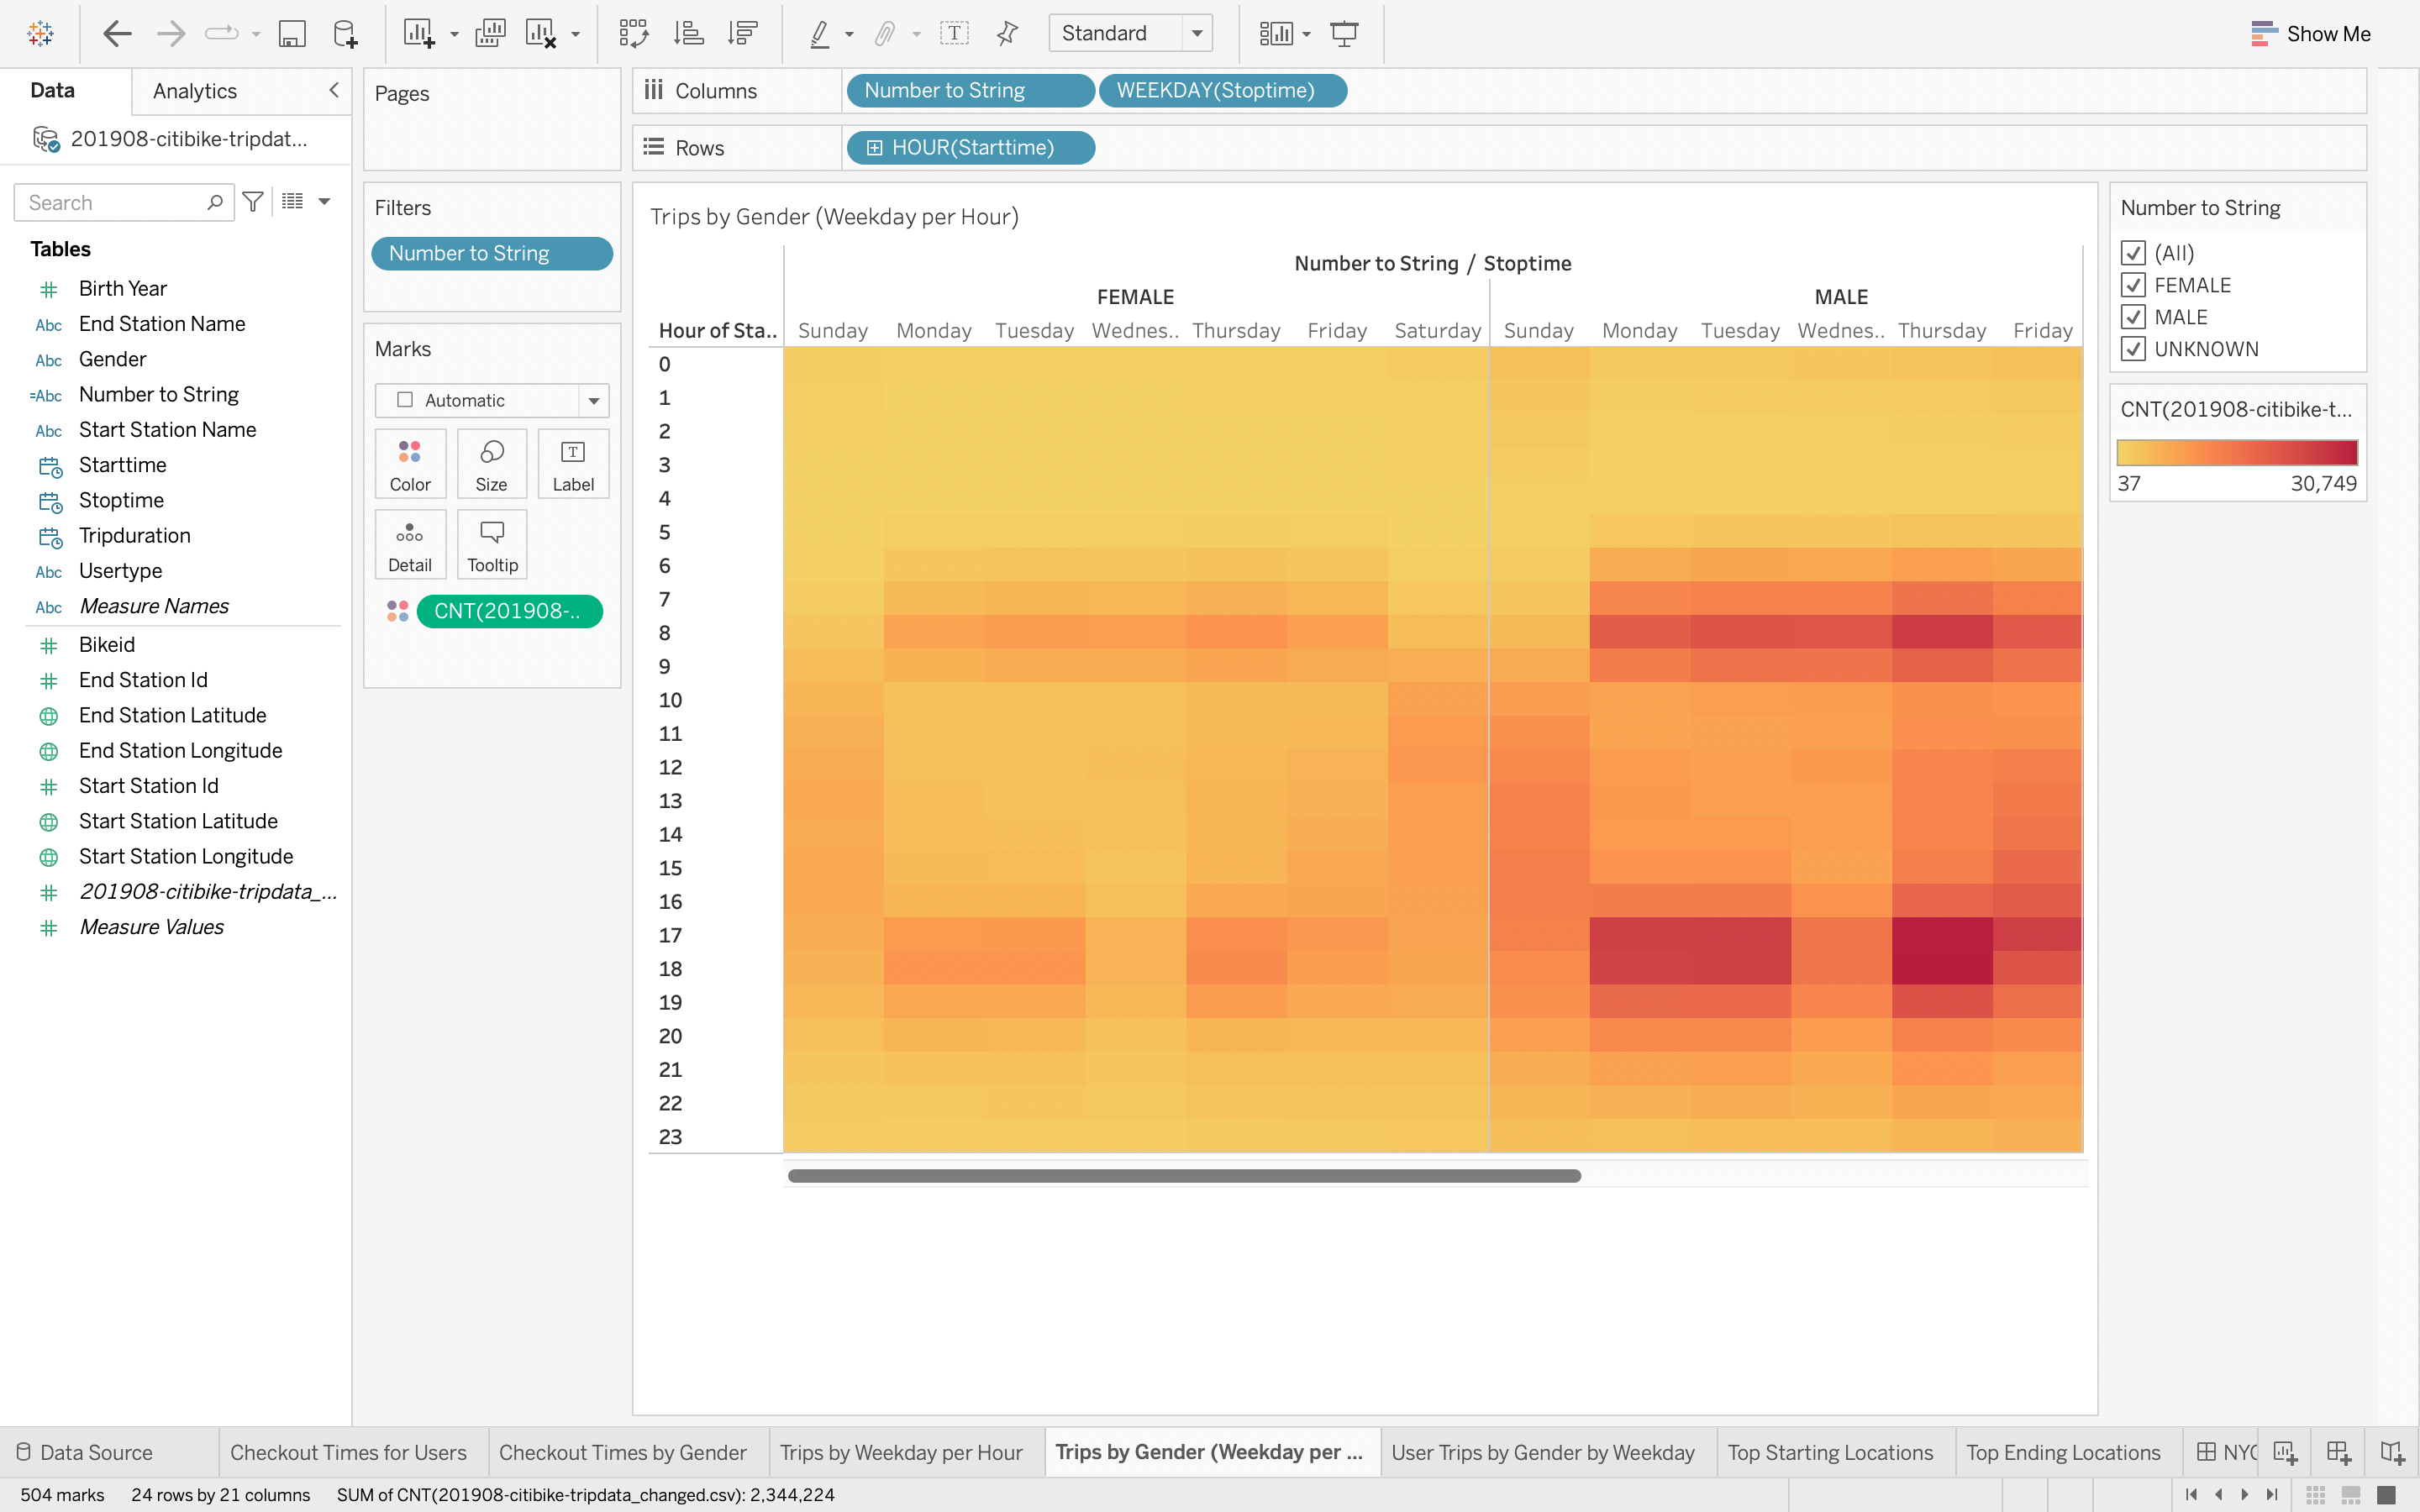 Standard
Show Me
Data
Analytics
201908-citibike-tripdat...
Search
Tables
Birth Year
Abc End Station Name
Abc Gender
=Abc Number to String
Abc Start Station Name
Starttime
Stoptime
Tripduration
Abc Usertype
Abc Measure Names
Bikeid
End Station Id
End Station Latitude
End Station Longitude
Start Station Id
Start Station Latitude
Start Station Longitude
201908-citibike-tripdata_...
Measure Values
Pages
Filters
Number to String
Marks
Automatic
Color Size Label
Detail Tooltip
CNT(201908-..
Columns Number to String WEEKDAY(Stoptime)
Rows HOUR(Starttime)
Trips by Gender (Weekday per Hour)
Number to String / Stoptime
FEMALE MALE
Hour of Sta.. Sunday Monday Tuesday Wednes.. Thursday Friday Saturday Sunday Monday Tuesday Wednes.. Thursday Friday
0
1
2
3
4
5
6
7
8
9
10
11
12
13
14
15
16
17
18
19
20
21
22
23
Number to String
(All)
FEMALE
MALE
UNKNOWN
CNT(201908-citibike-t...
37 30,749
Data Source Checkout Times for Users Checkout Times by Gender Trips by Weekday per Hour Trips by Gender (Weekday per ... User Trips by Gender by Weekday Top Starting Locations Top Ending Locations NYC
504 marks 24 rows by 21 columns SUM of CNT(201908-citibike-tripdata_changed.csv): 2,344,224